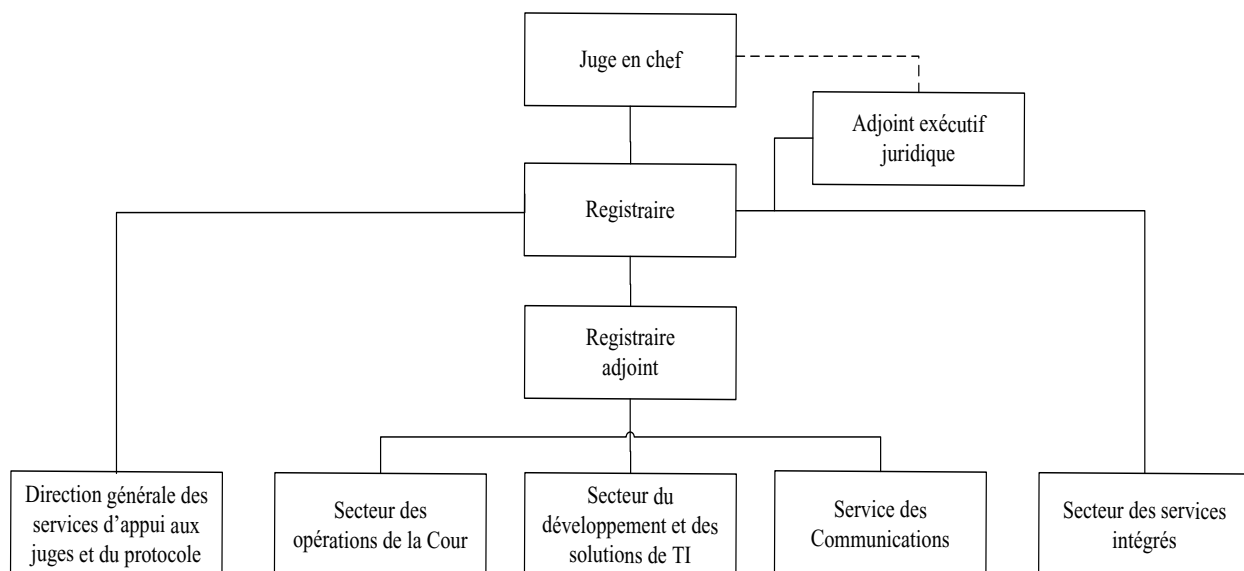 Juge en chef
Adjoint exécutif
juridique
Registraire
Registraire
adjoint
Direction générale des
services d’appui aux
juges et du protocole
Secteur des
opérations de la Cour
Secteur du
développement et des
solutions de TI
Service des
Communications
Secteur des services
intégrés